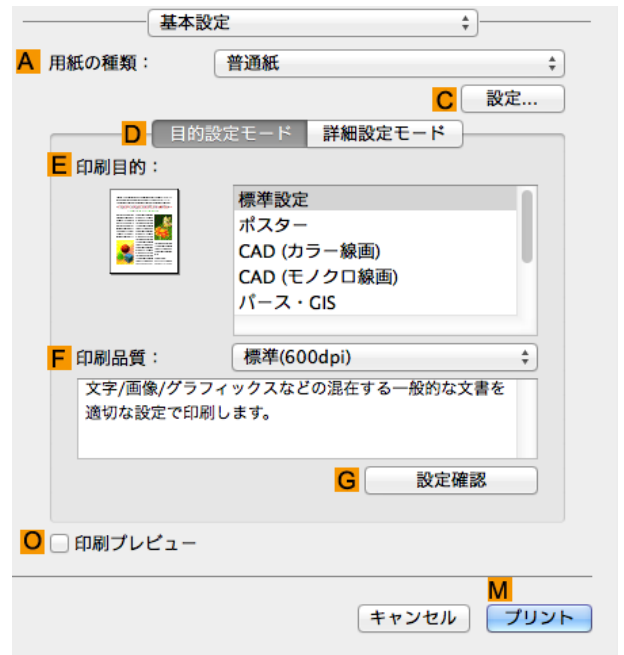 基本設定
A 用紙の種類： 普通紙
C 設定...
D 目的設定モード 詳細設定モード
E 印刷目的：
標準設定
ポスター
CAD (カラー線画)
CAD (モノクロ線画)
パース・GIS
F 印刷品質： 標準(600dpi)
文字/画像/グラフィックスなどの混在する一般的な文書を
適切な設定で印刷します。
G 設定確認
O 印刷プレビュー
M
キャンセル プリント